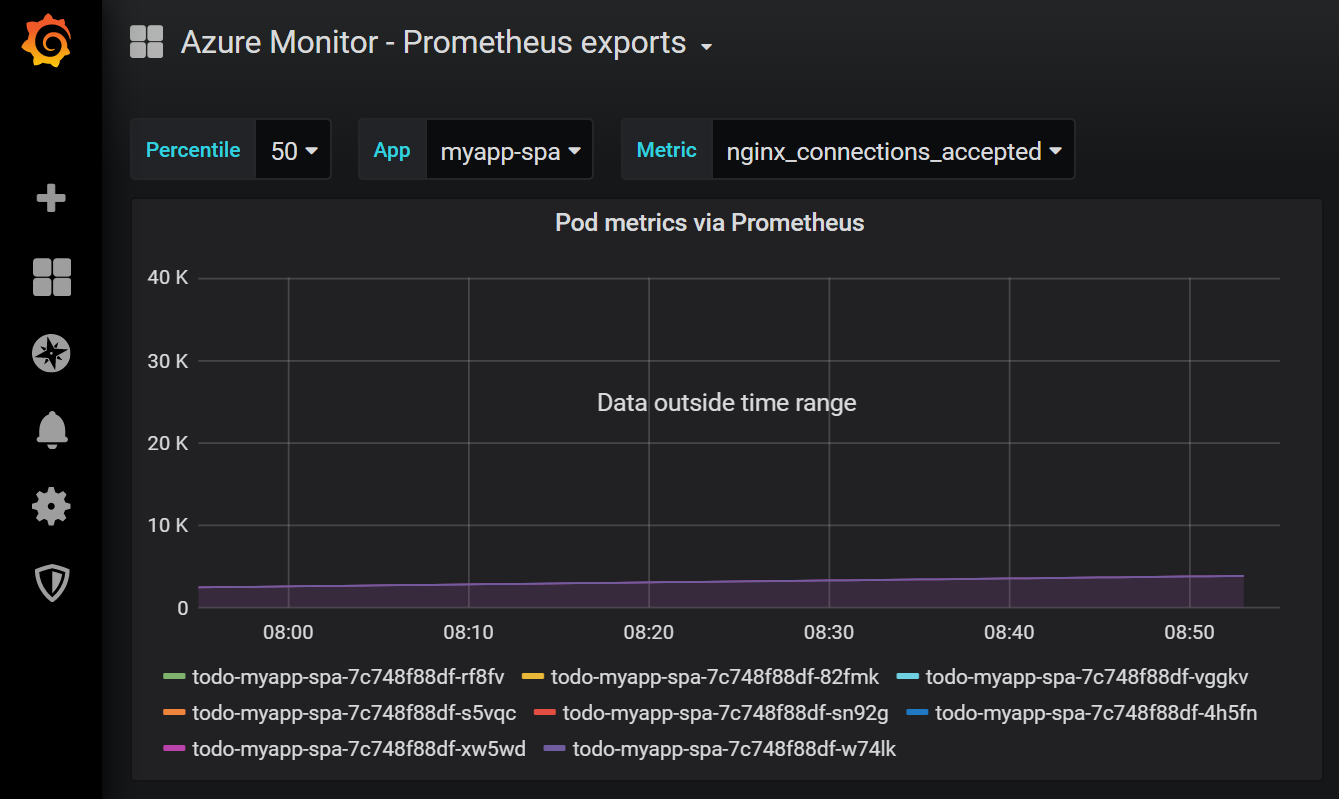 Azure Monitor - Prometheus exports
Percentile 50 App myapp-spa Metric nginx_connections_accepted
Pod metrics via Prometheus
40 K
30 K
Data outside time range
20 K
10 K
0
08:00 08:10 08:20 08:30 08:40 08:50
todo-myapp-spa-7c748f88df-rf8fv todo-myapp-spa-7c748f88df-82fmk todo-myapp-spa-7c748f88df-vggkv
todo-myapp-spa-7c748f88df-s5vqc todo-myapp-spa-7c748f88df-sn92g todo-myapp-spa-7c748f88df-4h5fn
todo-myapp-spa-7c748f88df-xw5wd todo-myapp-spa-7c748f88df-w74lk